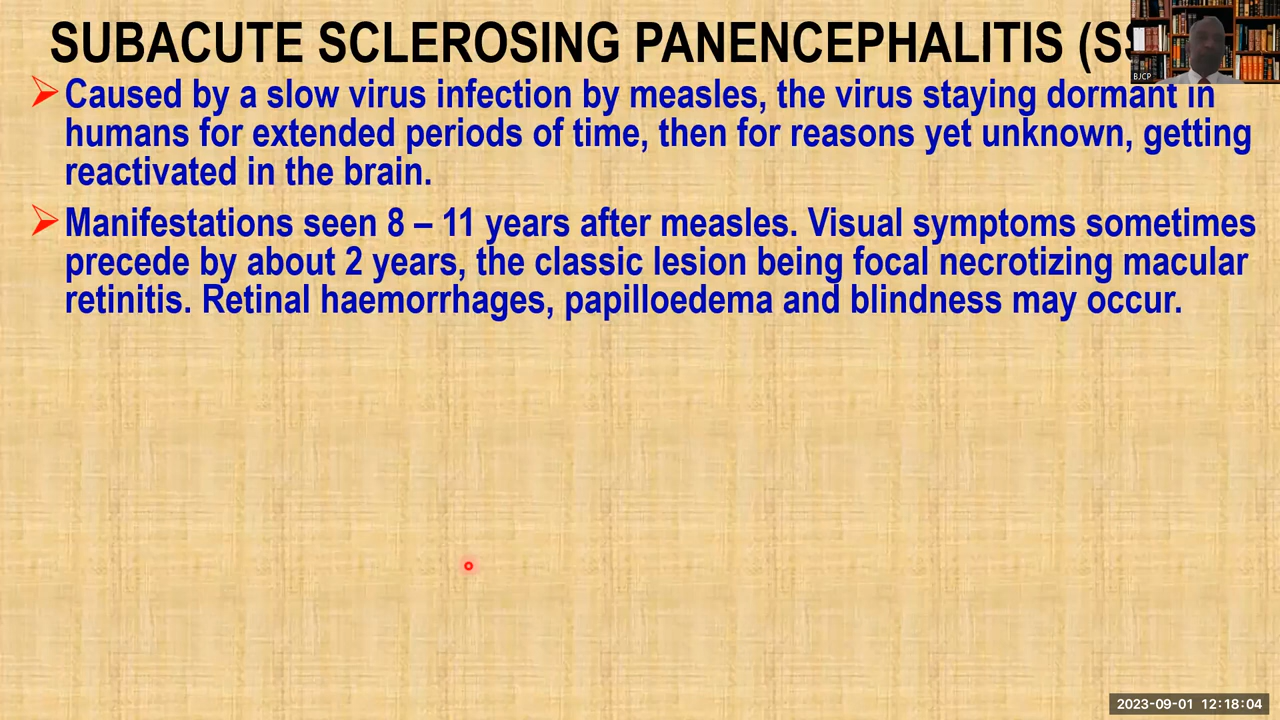 SUBACUTE SCLEROSING PANENCEPHALITIS (SS
Caused by a slow virus infection by measles, the virus staying dormant in
humans for extended periods of time, then for reasons yet unknown, getting
reactivated in the brain.
Manifestations seen 8 – 11 years after measles. Visual symptoms sometimes
precede by about 2 years, the classic lesion being focal necrotizing macular
retinitis. Retinal haemorrhages, papilloedema and blindness may occur.
BJCP
2023-09-01 12:18:04